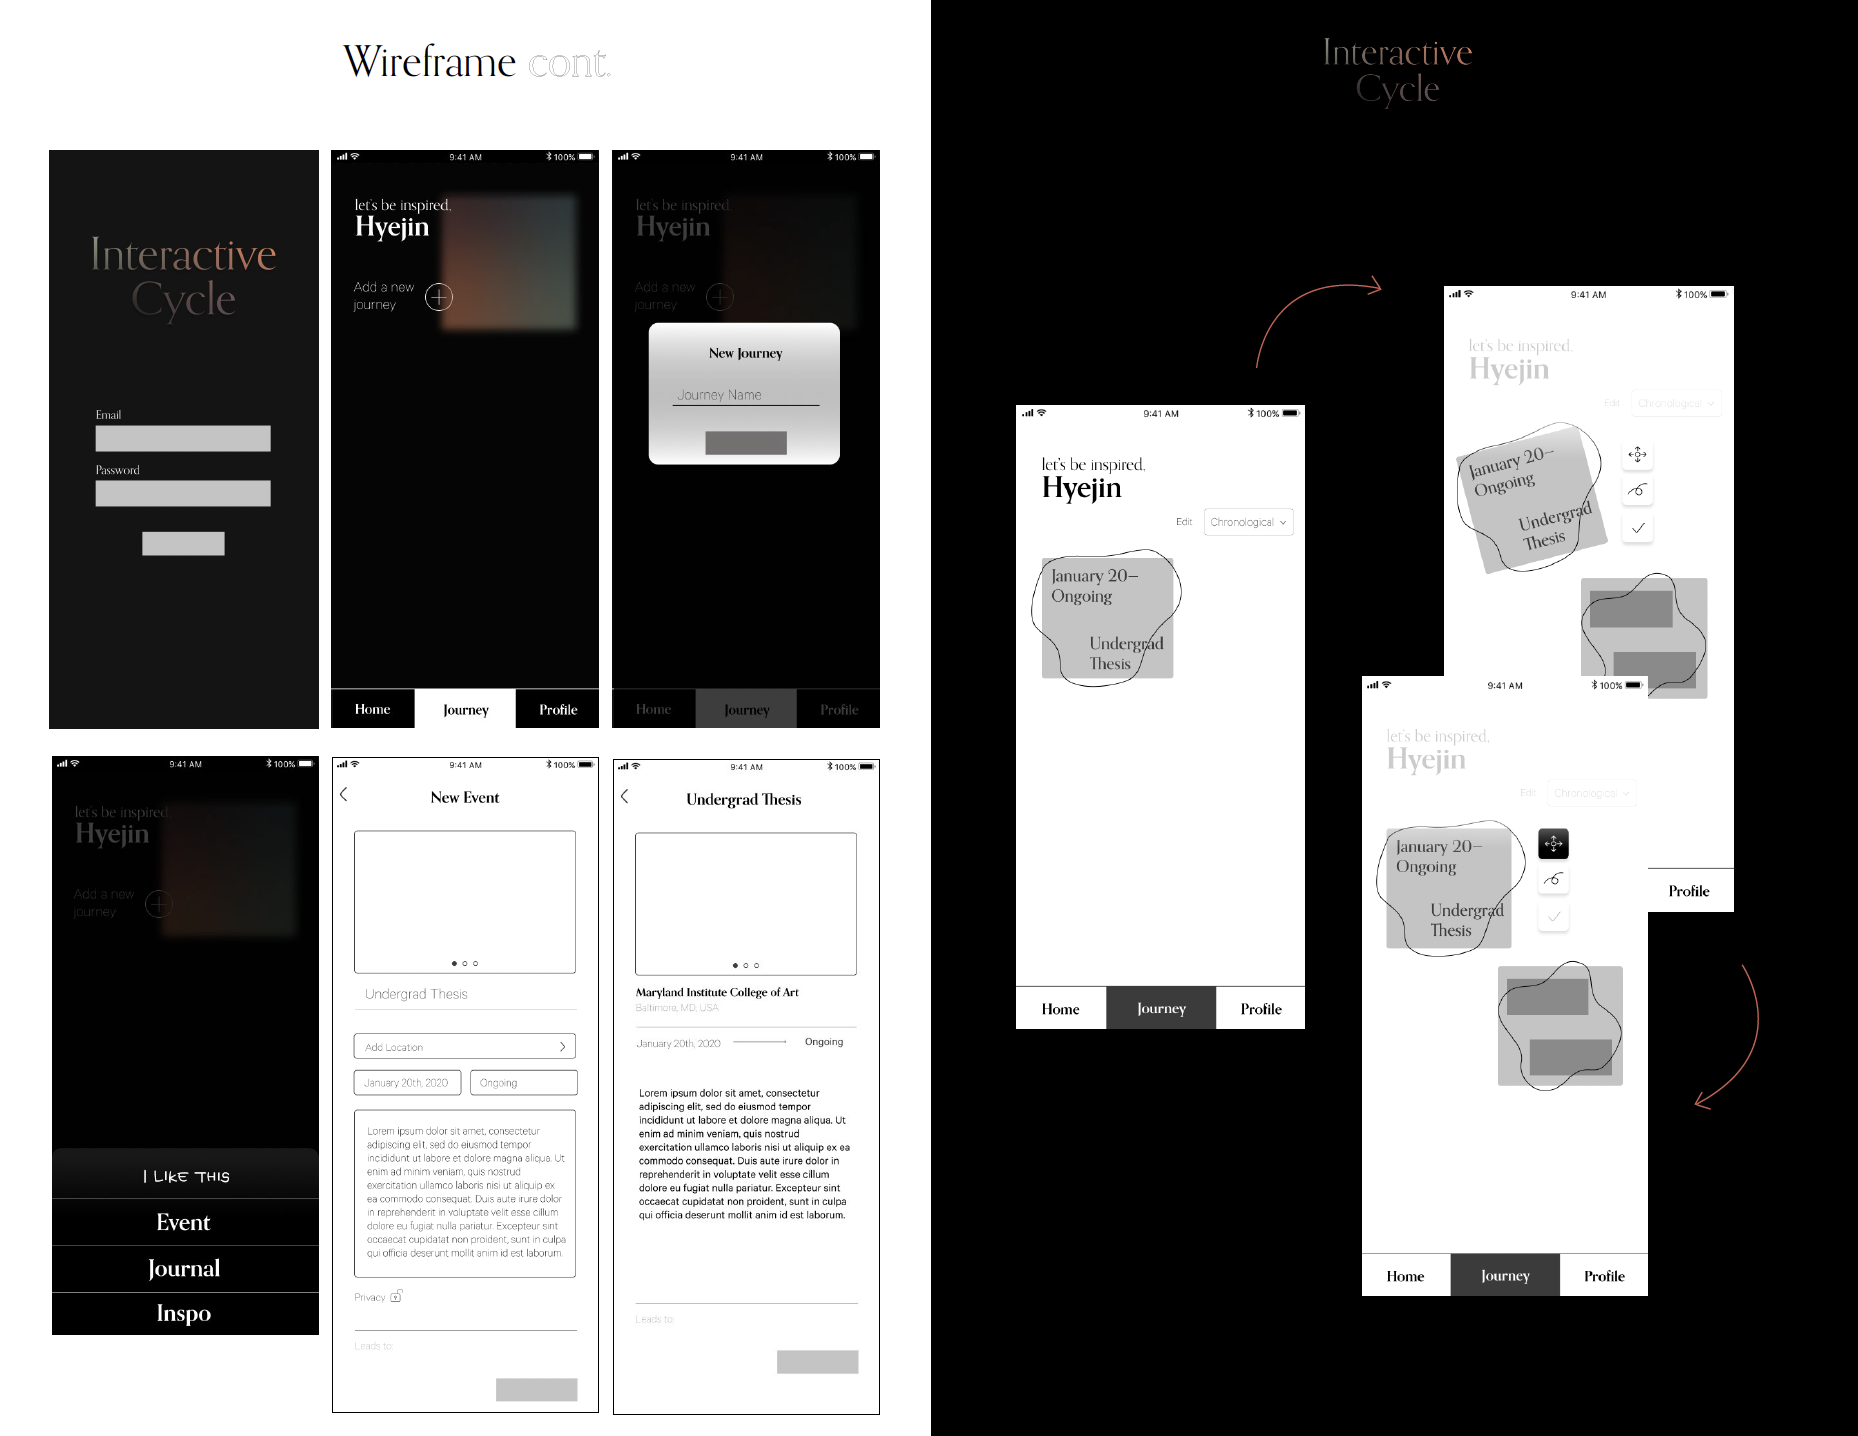 Wireframe cont.
Interactive
Cycle
Email
Password
9:41 AM
100%
let's be inspired,
Hyejin
Add a new
journey
Home
Journey
Profile
9:41 AM
100%
let's be inspired,
Hyejin
Add a new
journey
New Journey
Journey Name
Home
Journey
Profile
9:41 AM
100%
let's be inspired,
Hyejin
Add a new
journey
I LIKE THIS
Event
Journal
Inspo
9:41 AM
100%
New Event
Undergrad Thesis
Add Location
January 20th, 2020
Ongoing
Lorem ipsum dolor sit amet, consectetur
adipiscing elit, sed do eiusmod tempor
incididunt ut labore et dolore magna aliqua. Ut
enim ad minim veniam, quis nostrud
exercitation ullamco laboris nisi ut aliquip ex
ea commodo consequat. Duis aute irure dolor
in reprehenderit in voluptate velit esse cillum
dolore eu fugiat nulla pariatur. Excepteur sint
occaecat cupidatat non proident, sunt in culpa
qui officia deserunt mollit anim id est laborum.
Privacy
Leads to:
9:41 AM
100%
Undergrad Thesis
Maryland Institute College of Art
Baltimore, MD, USA
January 20th, 2020
Ongoing
Lorem ipsum dolor sit amet, consectetur
adipiscing elit, sed do eiusmod tempor
incididunt ut labore et dolore magna aliqua. Ut
enim ad minim veniam, quis nostrud
exercitation ullamco laboris nisi ut aliquip ex ea
commodo consequat. Duis aute irure dolor in
reprehenderit in voluptate velit esse cillum
dolore eu fugiat nulla pariatur. Excepteur sint
occaecat cupidatat non proident, sunt in culpa
qui officia deserunt mollit anim id est laborum.
Leads to:
Interactive
Cycle
9:41 AM
100%
let's be inspired,
Hyejin
Edit
Chronological
January 20–
Ongoing
Undergrad
Thesis
Home
Journey
Profile
9:41 AM
100%
let's be inspired,
Hyejin
Edit
Chronological
January 20–
Ongoing
Undergrad
Thesis
Profile
9:41 AM
100%
let's be inspired,
Hyejin
Edit
Chronological
January 20–
Ongoing
Undergrad
Thesis
Home
Journey
Profile